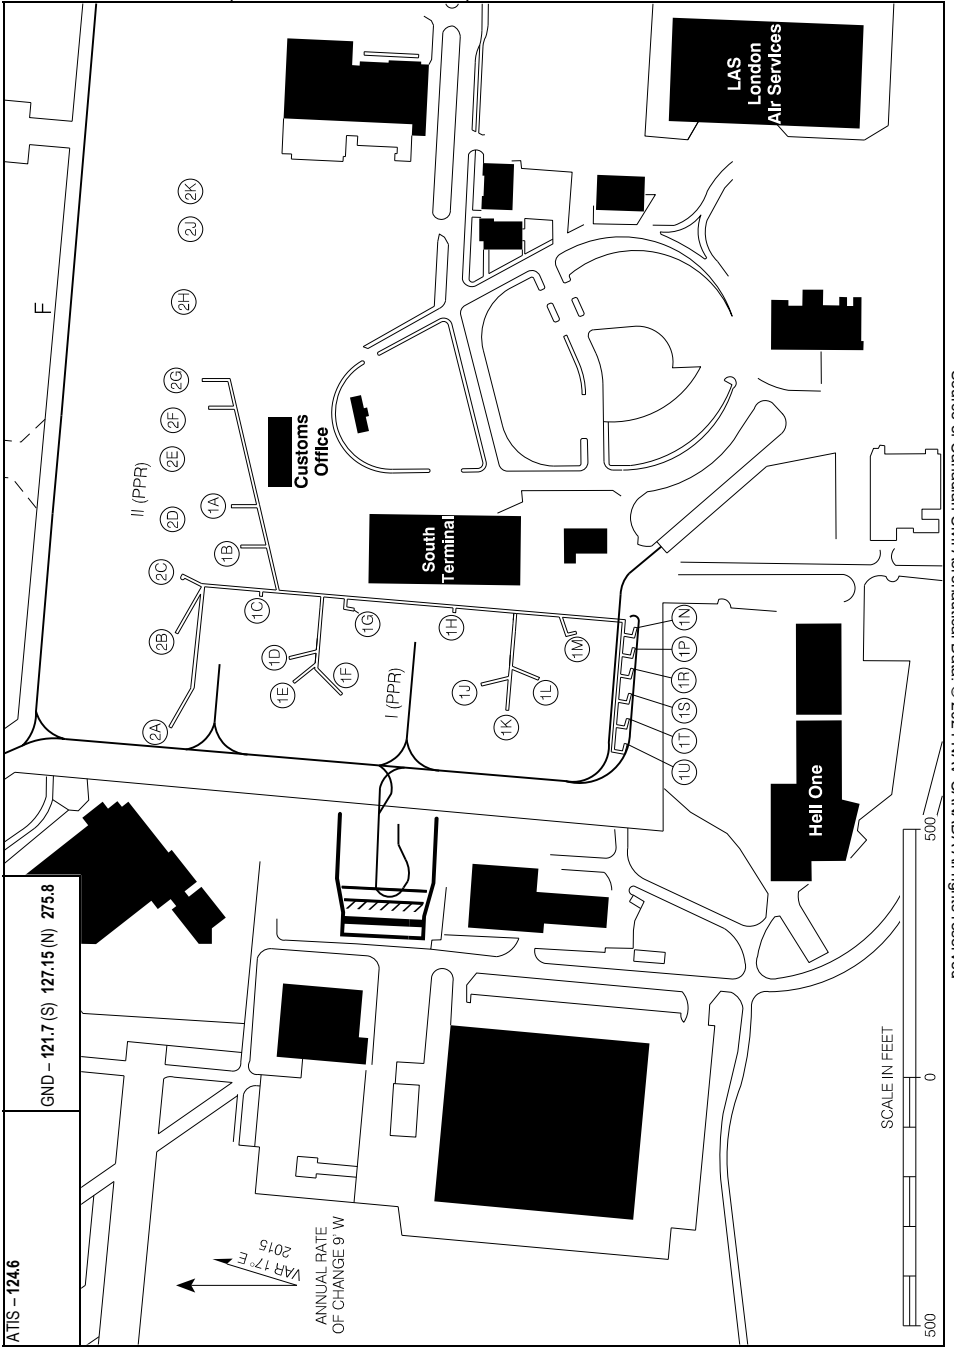 ATIS – 124.6
GND – 121.7 (S) 127.15 (N) 275.8
F
2K
2J
2H
2G
2F
2E
2D
2C
2B
2A
II (PPR)
1A
1B
1C
1D
1E
1F
1G
1H
I (PPR)
1J
1K
1L
1M
1N
1P
1R
1S
1T
1U
Customs
Office
South
Terminal
LAS
London
Air Services
Heli One
VAR 17° E
2015
ANNUAL RATE
OF CHANGE 9' W
SCALE IN FEET
500
0
500